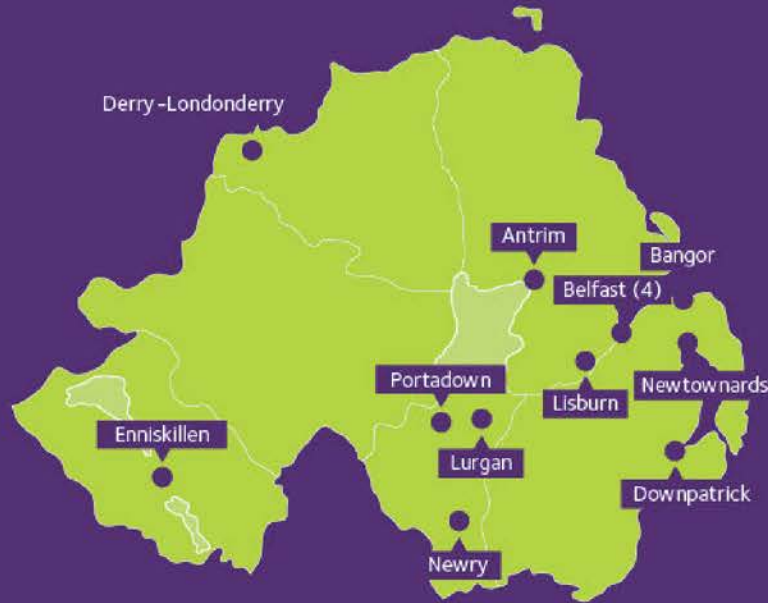 Derry-Londonderry
Antrim
Bangor
Belfast (4)
Portadown
Newtownards
Lisburn
Enniskillen
Lurgan
Downpatrick
Newry